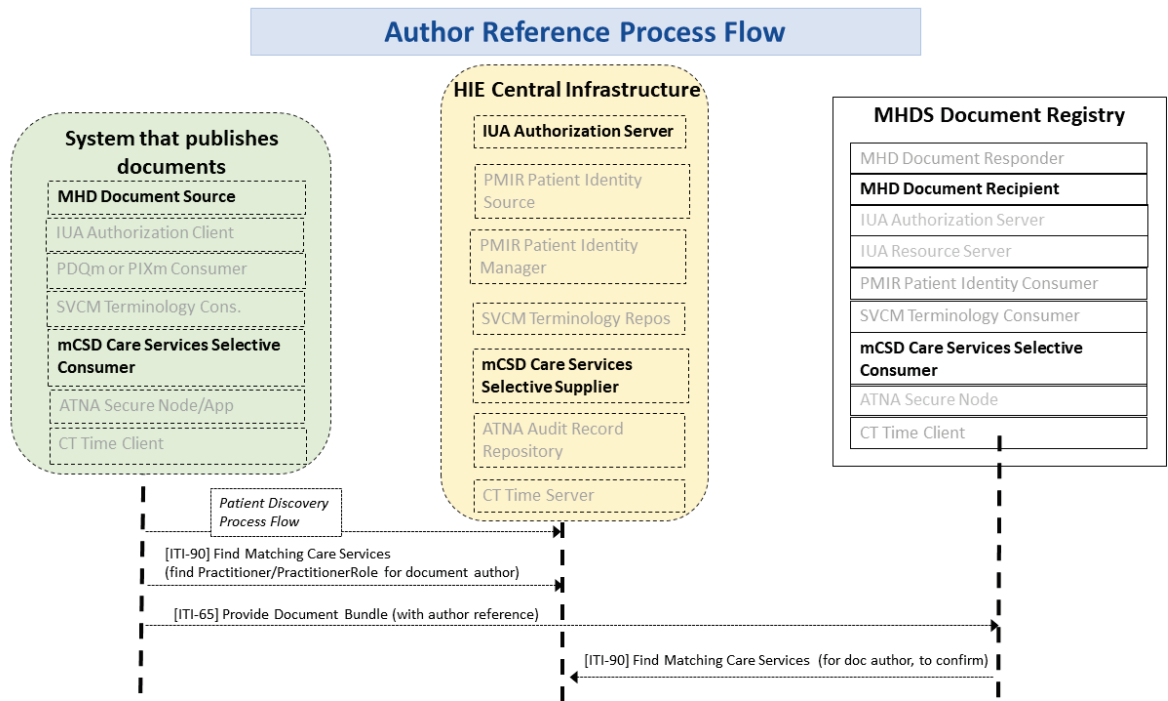 Author Reference Process Flow
System that publishes
documents
MHD Document Source
IUA Authorization Client
PDQm or PIXm Consumer
SVCM Terminology Cons.
mCSD Care Services Selective
Consumer
ATNA Secure Node/App
CT Time Client
HIE Central Infrastructure
IUA Authorization Server
PMIR Patient Identity
Source
PMIR Patient Identity
Manager
SVCM Terminology Repos
mCSD Care Services
Selective Supplier
ATNA Audit Record
Repository
CT Time Server
MHDS Document Registry
MHD Document Responder
MHD Document Recipient
IUA Authorization Server
IUA Resource Server
PMIR Patient Identity Consumer
SVCM Terminology Consumer
mCSD Care Services Selective
Consumer
ATNA Secure Node
CT Time Client
Patient Discovery
Process Flow
[ITI-90] Find Matching Care Services
(find Practitioner/PractitionerRole for document author)
[ITI-65] Provide Document Bundle (with author reference)
[ITI-90] Find Matching Care Services (for doc author, to confirm)